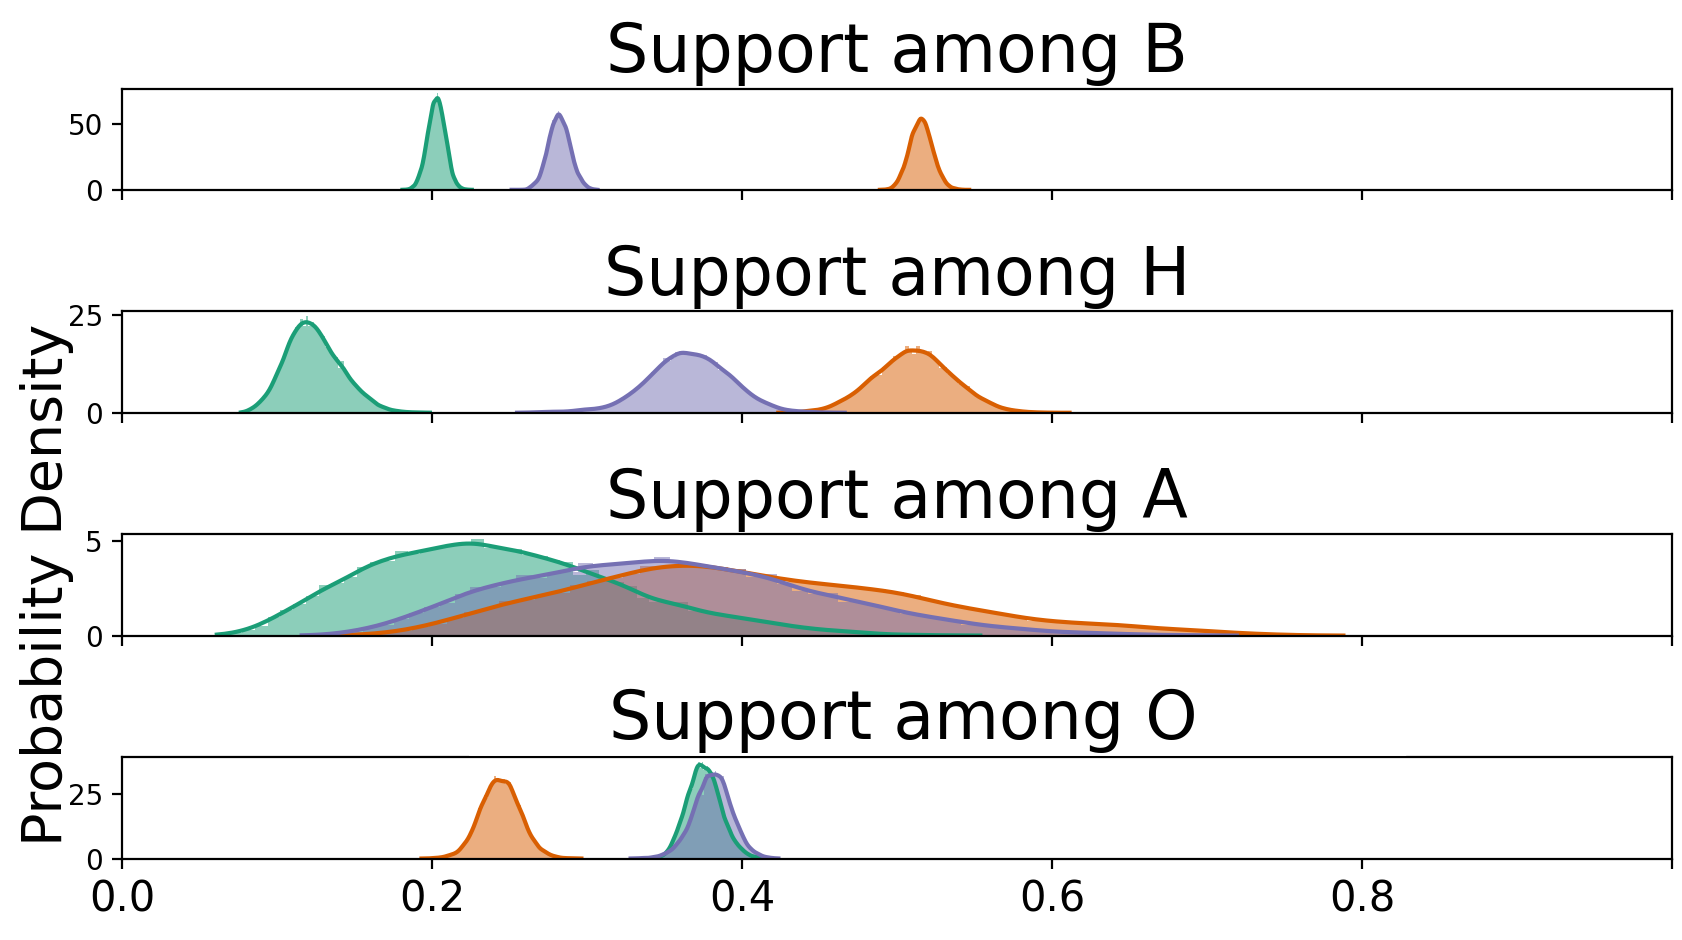 Support among B
50
0
Support among H
25
0
Support among A
5
0
Support among O
25
0
0.0 0.2 0.4 0.6 0.8
Probability Density